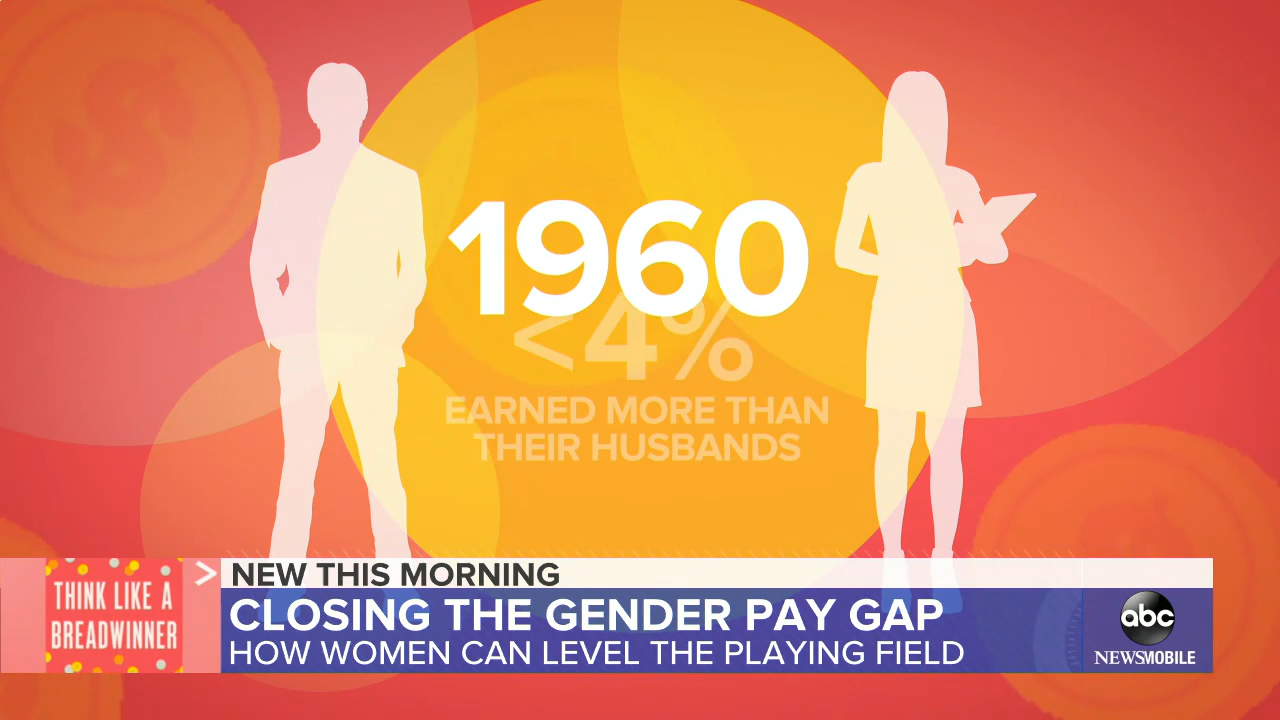 1960
<4%
EARNED MORE THAN
THEIR HUSBANDS
NEW THIS MORNING
CLOSING THE GENDER PAY GAP
HOW WOMEN CAN LEVEL THE PLAYING FIELD
THINK LIKE A
BREADWINNER
abc
NEWSMOBILE